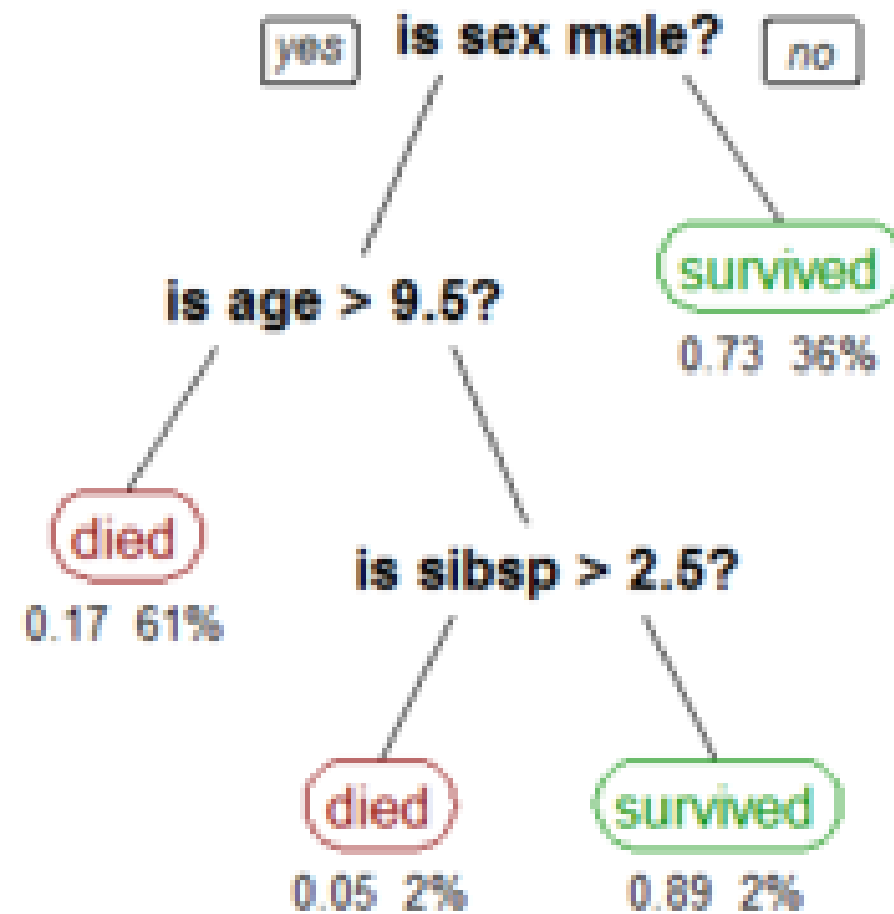 yes is sex male? no
survived
is age > 9.5?
0.73 36%
died
is sibsp > 2.5?
0.17 61%
died survived
0.05 2% 0.89 2%